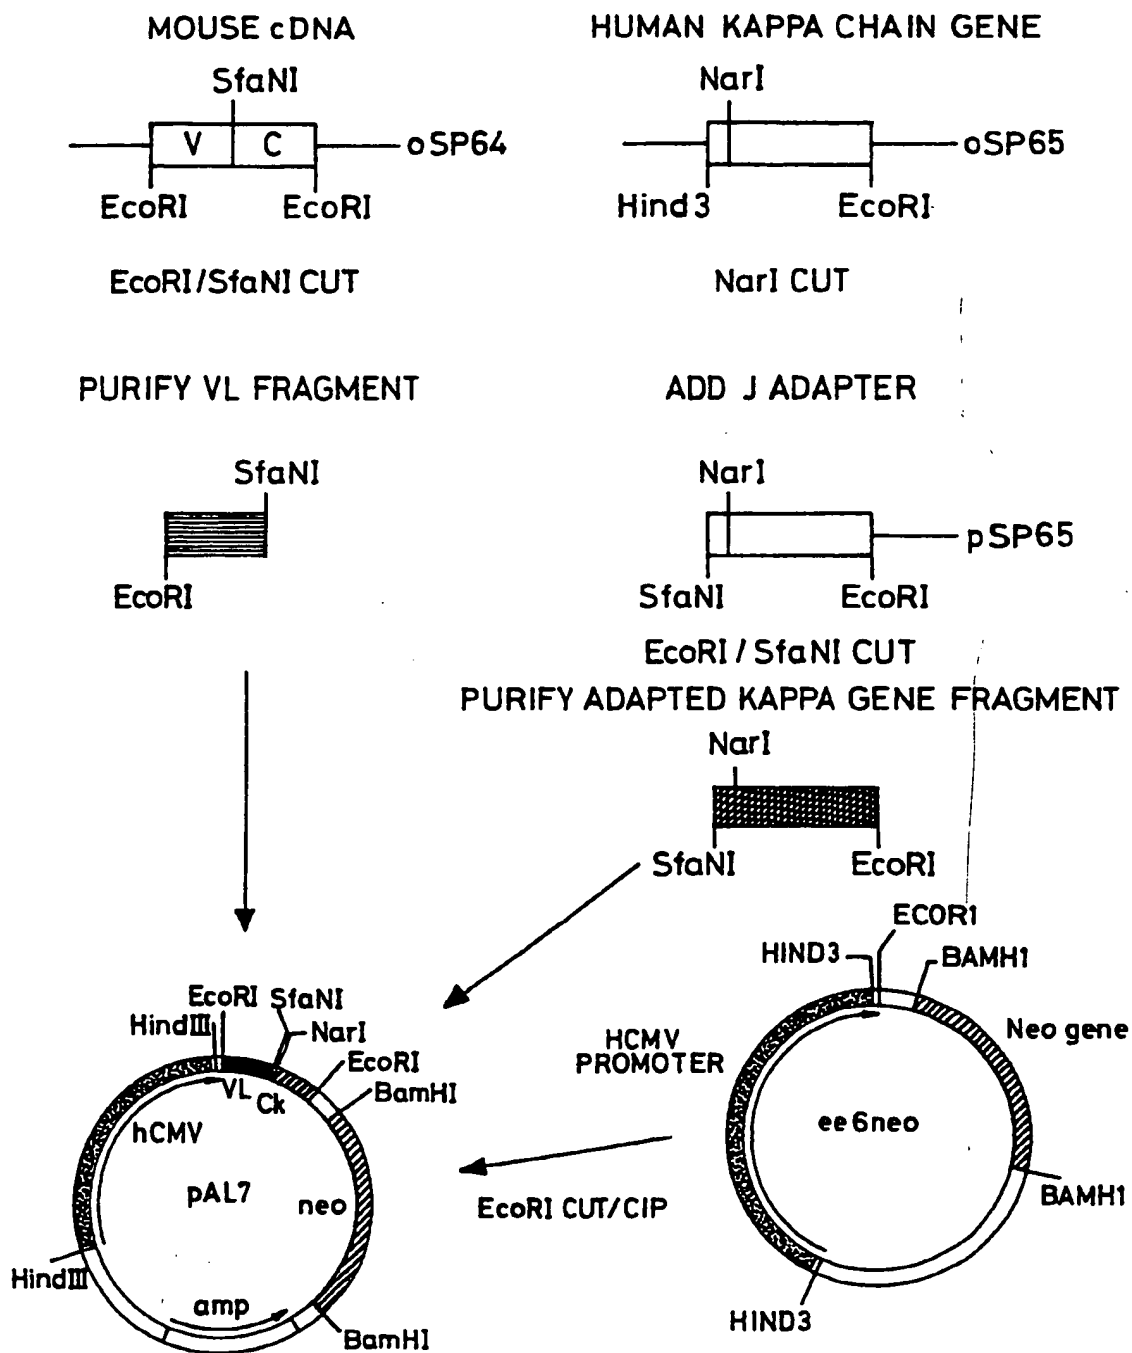 MOUSE cDNA
SfaNI
V C
oSP64
EcoRI EcoRI
EcoRI/SfaNI CUT
PURIFY VL FRAGMENT
SfaNI
EcoRI
HUMAN KAPPA CHAIN GENE
NarI
oSP65
Hind3 EcoRI
NarI CUT
ADD J ADAPTER
NarI
pSP65
SfaNI EcoRI
EcoRI / SfaNI CUT
PURIFY ADAPTED KAPPA GENE FRAGMENT
NarI
SfaNI EcoRI
EcoRI SfaNI
HindIII NarI
EcoRI
BamHI
VL Ck
hCMV
pAL7 neo
HindIII
amp
BamHI
EcoRI CUT/CIP
ECOR1
HIND3 BAMH1
Neo gene
HCMV
PROMOTER
ee6neo
BAMH1
HIND3